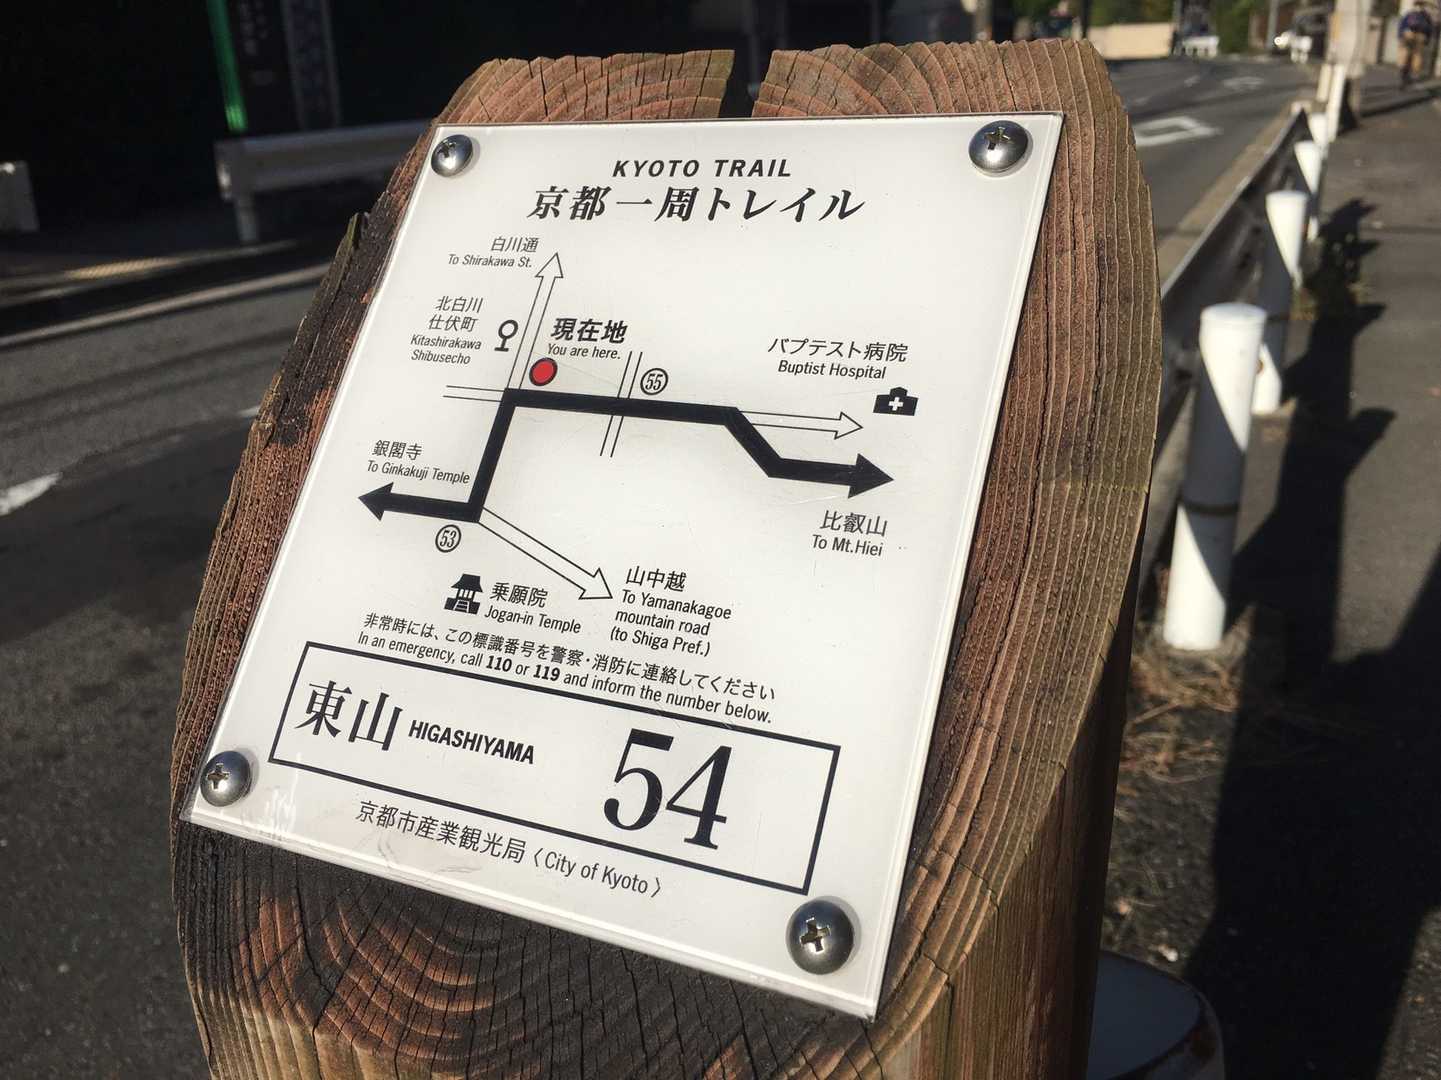 KYOTO TRAIL
京都一周トレイル
白川通
To Shirakawa St.
北白川
仕伏町
Kitashirakawa
Shibusecho
現在地
You are here.
55
バプテスト病院
Buptist Hospital
銀閣寺
To Ginkakuji Temple
53
比叡山
To Mt.Hiei
乗願院
Jogan-in Temple
山中越
To Yamanakagoe
mountain road
(to Shiga Pref.)
非常時には、この標識番号を警察・消防に連絡してください
In an emergency, call 110 or 119 and inform the number below.
東山 HIGASHIYAMA 54
京都市産業観光局〈City of Kyoto〉